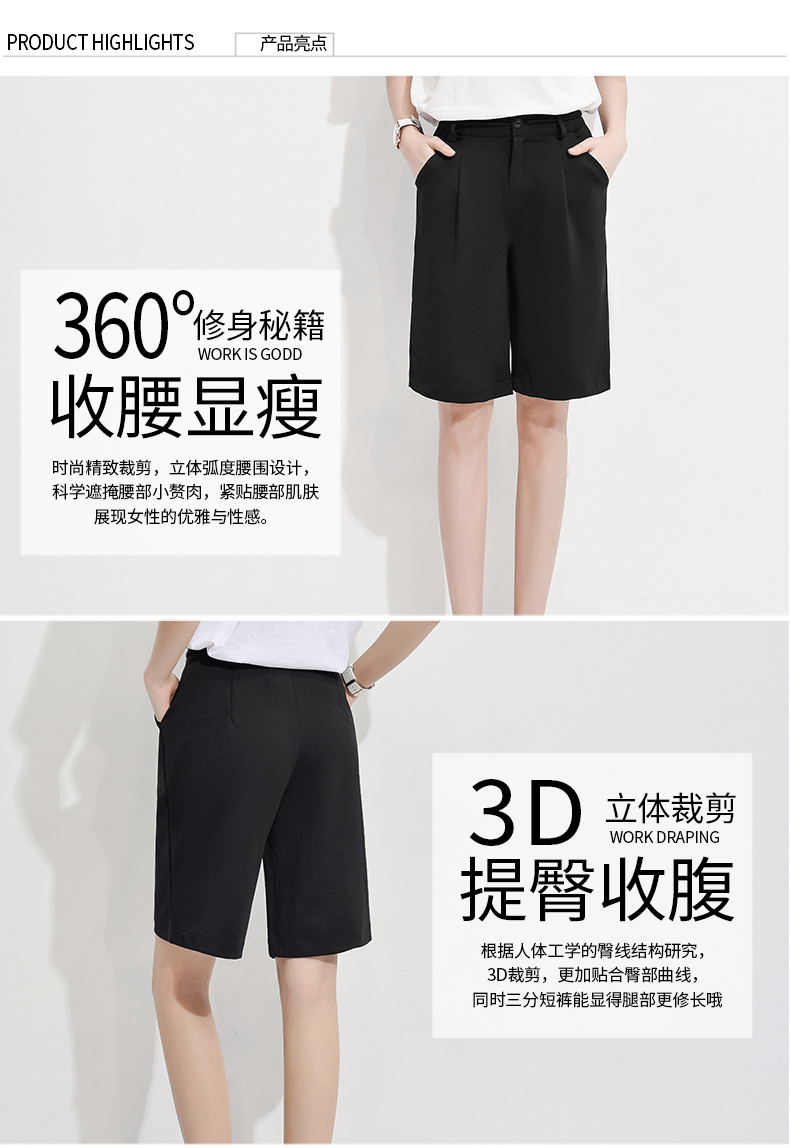 PRODUCT HIGHLIGHTS
产品亮点
360°修身秘籍
WORK IS GODD
收腰显瘦
时尚精致裁剪，立体弧度腰围设计，
科学遮掩腰部小赘肉，紧贴腰部肌肤
展现女性的优雅与性感。
3D 立体裁剪
WORK DRAPING
提臀收腹
根据人体工学的臀线结构研究，
3D裁剪，更加贴合臀部曲线，
同时三分短裤能显得腿部更修长哦